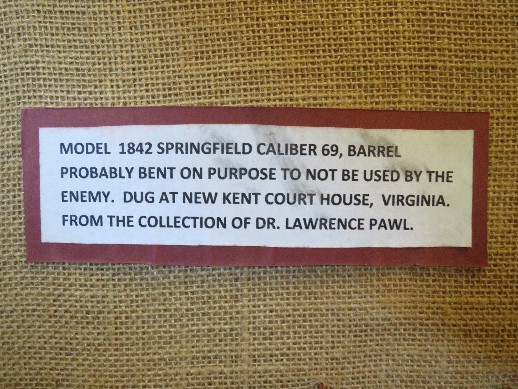 MODEL 1842 SPRINGFIELD CALIBER 69, BARREL
PROBABLY BENT ON PURPOSE TO NOT BE USED BY THE
ENEMY. DUG AT NEW KENT COURT HOUSE, VIRGINIA.
FROM THE COLLECTION OF DR. LAWRENCE PAWL.